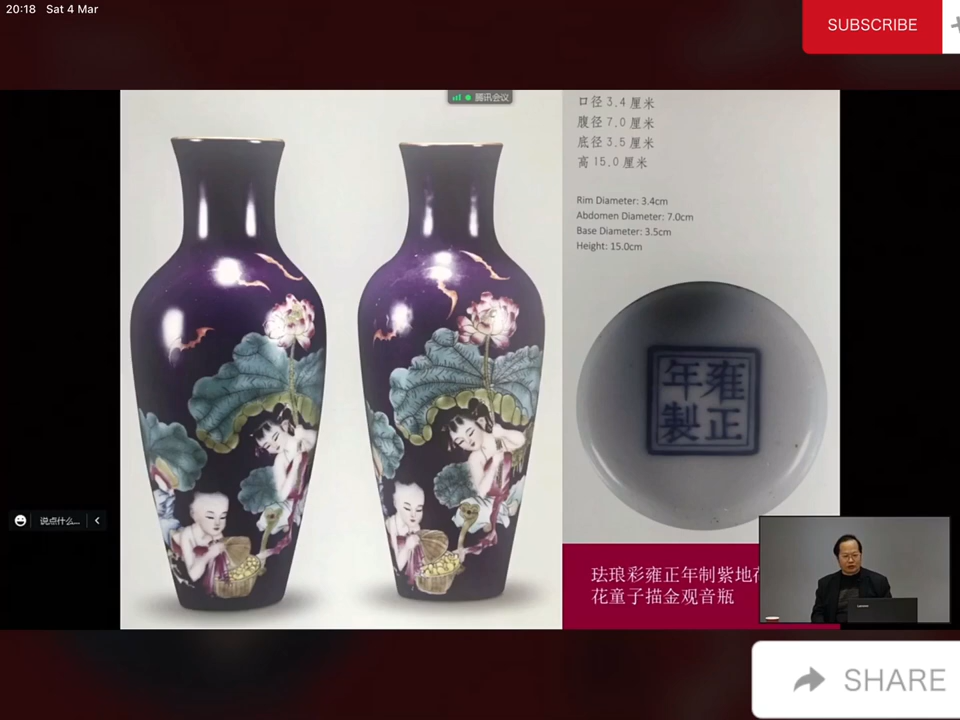 20:18 Sat 4 Mar
SUBSCRIBE
腾讯会议
口径 3.4 厘米
腹径 7.0 厘米
底径 3.5 厘米
高 15.0 厘米
Rim Diameter: 3.4cm
Abdomen Diameter: 7.0cm
Base Diameter: 3.5cm
Height: 15.0cm
雍正
年製
说点什么...
珐琅彩雍正年制紫地
花童子描金观音瓶
SHARE